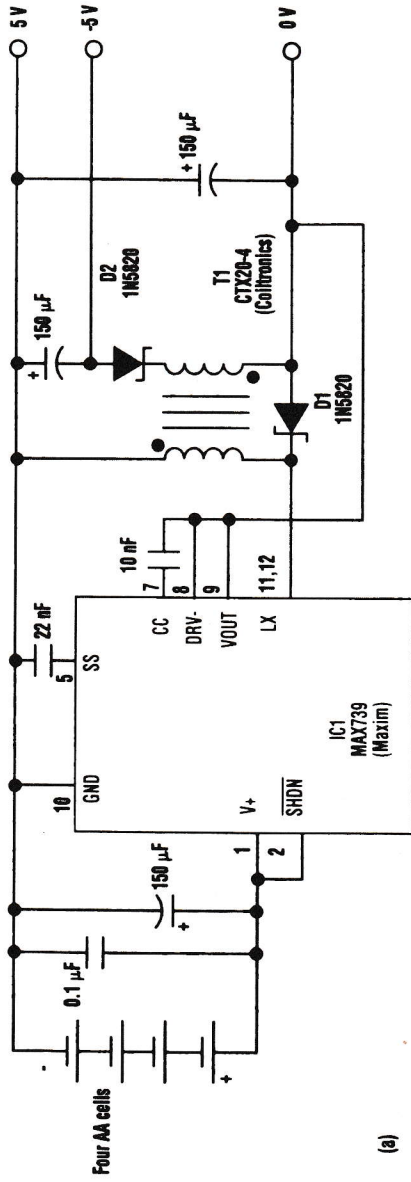 5 V
-5 V
0 V
+ 150 µF
150 µF
+
D2
1N5820
T1
CTX20-4
(Coiltronics)
D1
1N5820
10 nF
22 nF
5
SS
10
GND
7
CC
8
DRV-
9
VOUT
11,12
LX
IC1
MAX739
(Maxim)
V+
1
SHDN
2
150 µF
+
0.1 µF
Four AA cells
-
+
(a)